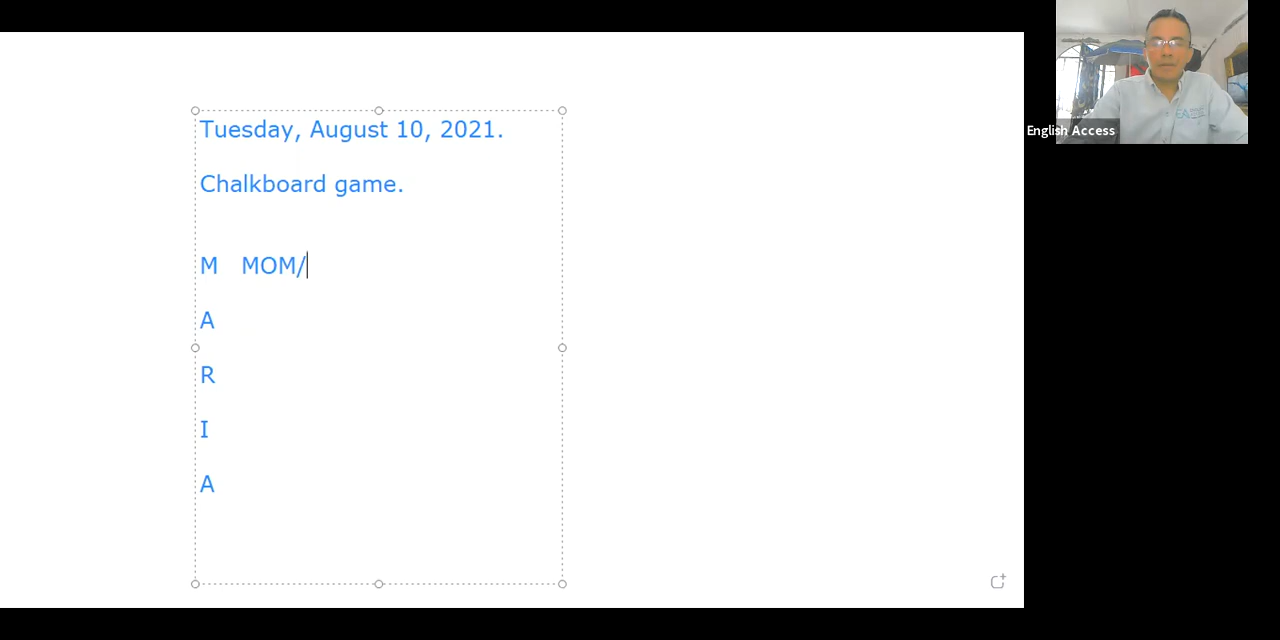 Tuesday, August 10, 2021.
Chalkboard game.
M MOM/
A
R
I
A
English Access